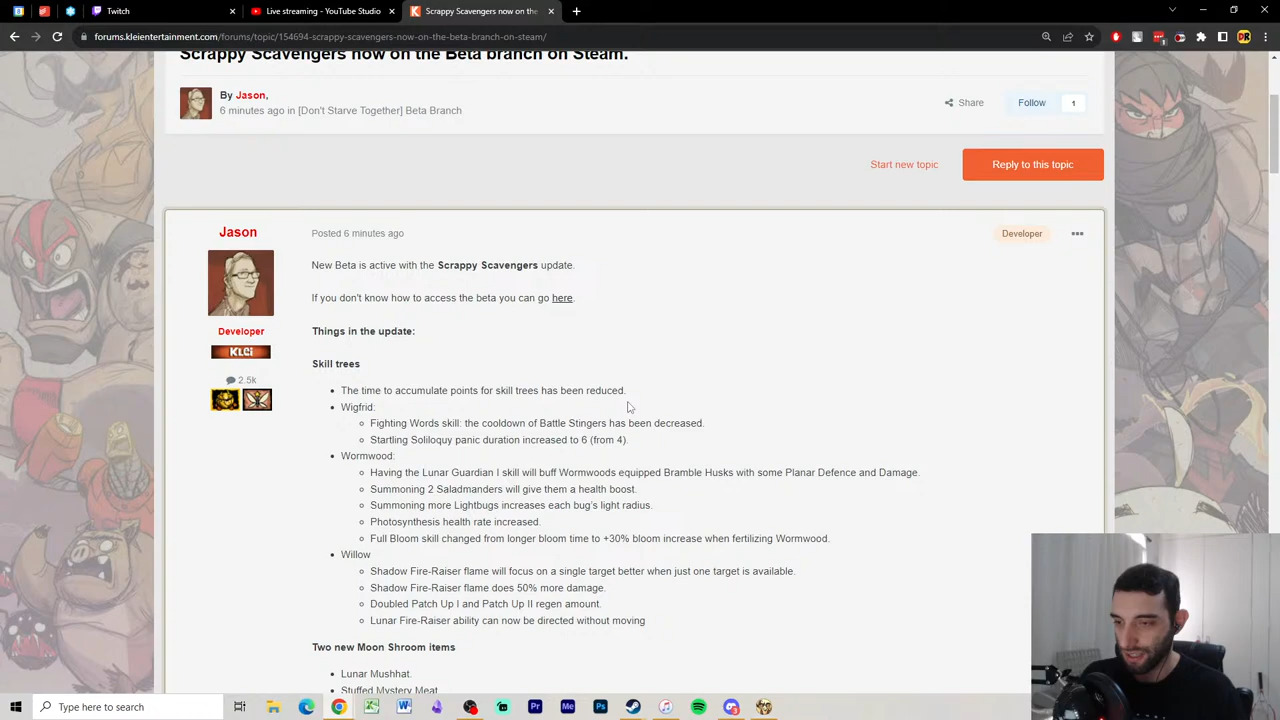 Twitch
Live streaming - YouTube Studio
Scrappy Scavengers now on the
forums.kleientertainment.com/forums/topic/154694-scrappy-scavengers-now-on-the-beta-branch-on-steam/
Scrappy Scavengers now on the Beta branch on Steam.
By Jason,
6 minutes ago in [Don't Starve Together] Beta Branch
Share
Follow
1
Start new topic
Reply to this topic
Jason
Posted 6 minutes ago
Developer
New Beta is active with the Scrappy Scavengers update.
If you don't know how to access the beta you can go here.
Developer
Klei
2.5k
Things in the update:
Skill trees
The time to accumulate points for skill trees has been reduced.
Wigfrid:
Fighting Words skill: the cooldown of Battle Stingers has been decreased.
Startling Soliloquy panic duration increased to 6 (from 4).
Wormwood:
Having the Lunar Guardian I skill will buff Wormwoods equipped Bramble Husks with some Planar Defence and Damage.
Summoning 2 Saladmanders will give them a health boost.
Summoning more Lightbugs increases each bug's light radius.
Photosynthesis health rate increased.
Full Bloom skill changed from longer bloom time to +30% bloom increase when fertilizing Wormwood.
Willow
Shadow Fire-Raiser flame will focus on a single target better when just one target is available.
Shadow Fire-Raiser flame does 50% more damage.
Doubled Patch Up I and Patch Up II regen amount.
Lunar Fire-Raiser ability can now be directed without moving
Two new Moon Shroom items
Lunar Mushhat.
Stuffed Mystery Meat
Type here to search